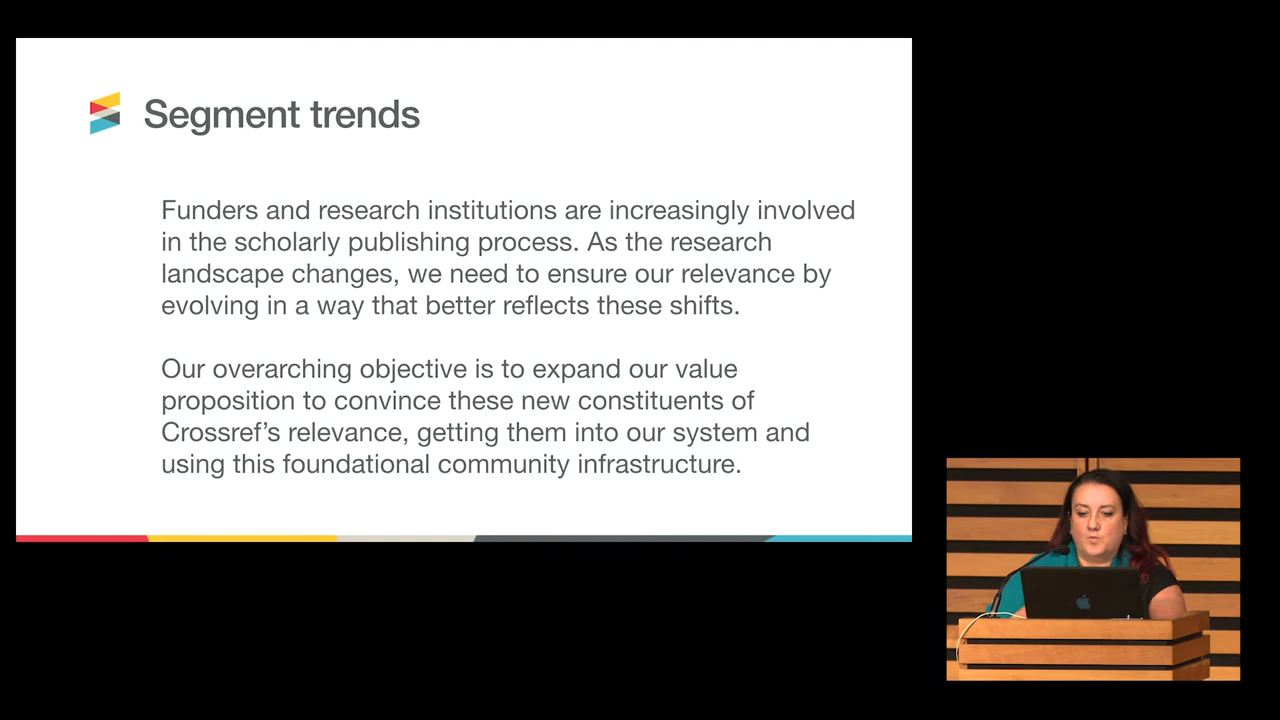 Segment trends
Funders and research institutions are increasingly involved
in the scholarly publishing process. As the research
landscape changes, we need to ensure our relevance by
evolving in a way that better reflects these shifts.
Our overarching objective is to expand our value
proposition to convince these new constituents of
Crossref’s relevance, getting them into our system and
using this foundational community infrastructure.